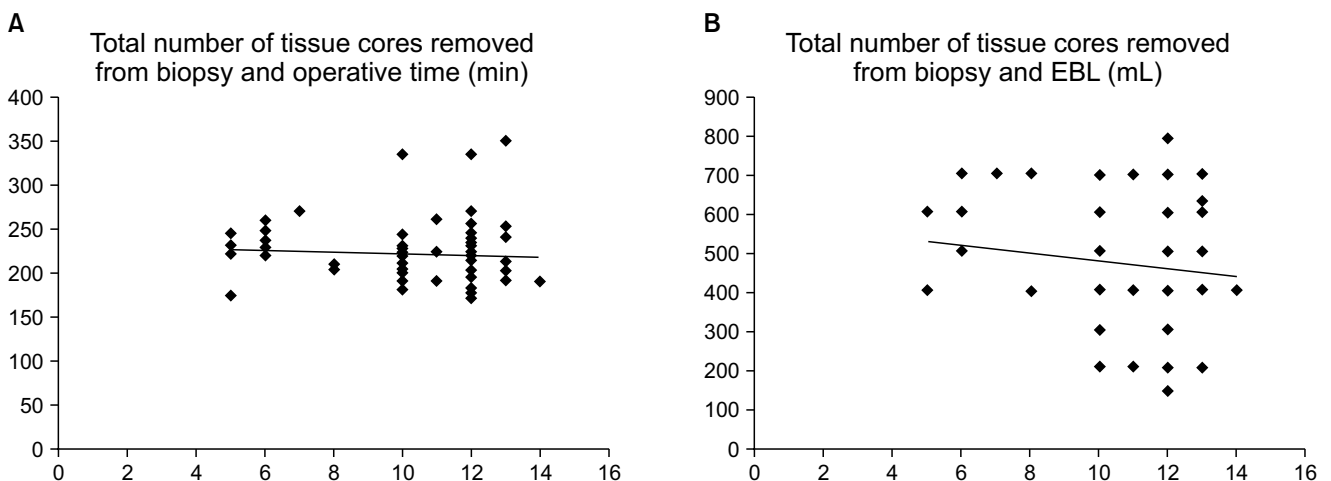 A
Total number of tissue cores removed
from biopsy and operative time (min)
400
350
300
250
200
150
100
50
0
0 2 4 6 8 10 12 14 16
B
Total number of tissue cores removed
from biopsy and EBL (mL)
900
800
700
600
500
400
300
200
100
0
0 2 4 6 8 10 12 14 16